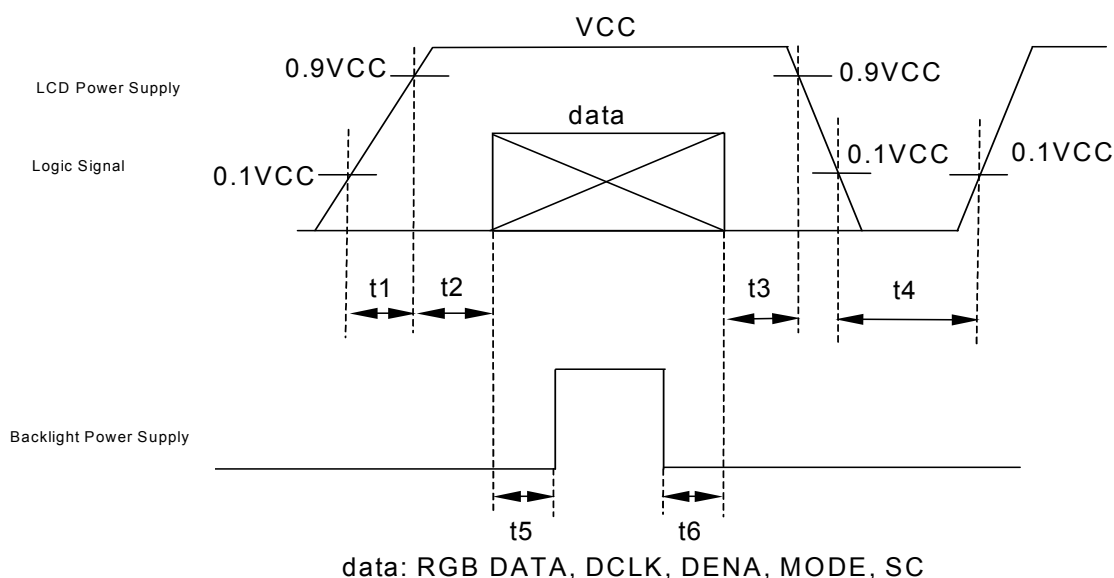 VCC
0.9VCC
0.9VCC
LCD Power Supply
data
Logic Signal
0.1VCC
0.1VCC
0.1VCC
t1
t2
t3
t4
Backlight Power Supply
t5
t6
data: RGB DATA, DCLK, DENA, MODE, SC